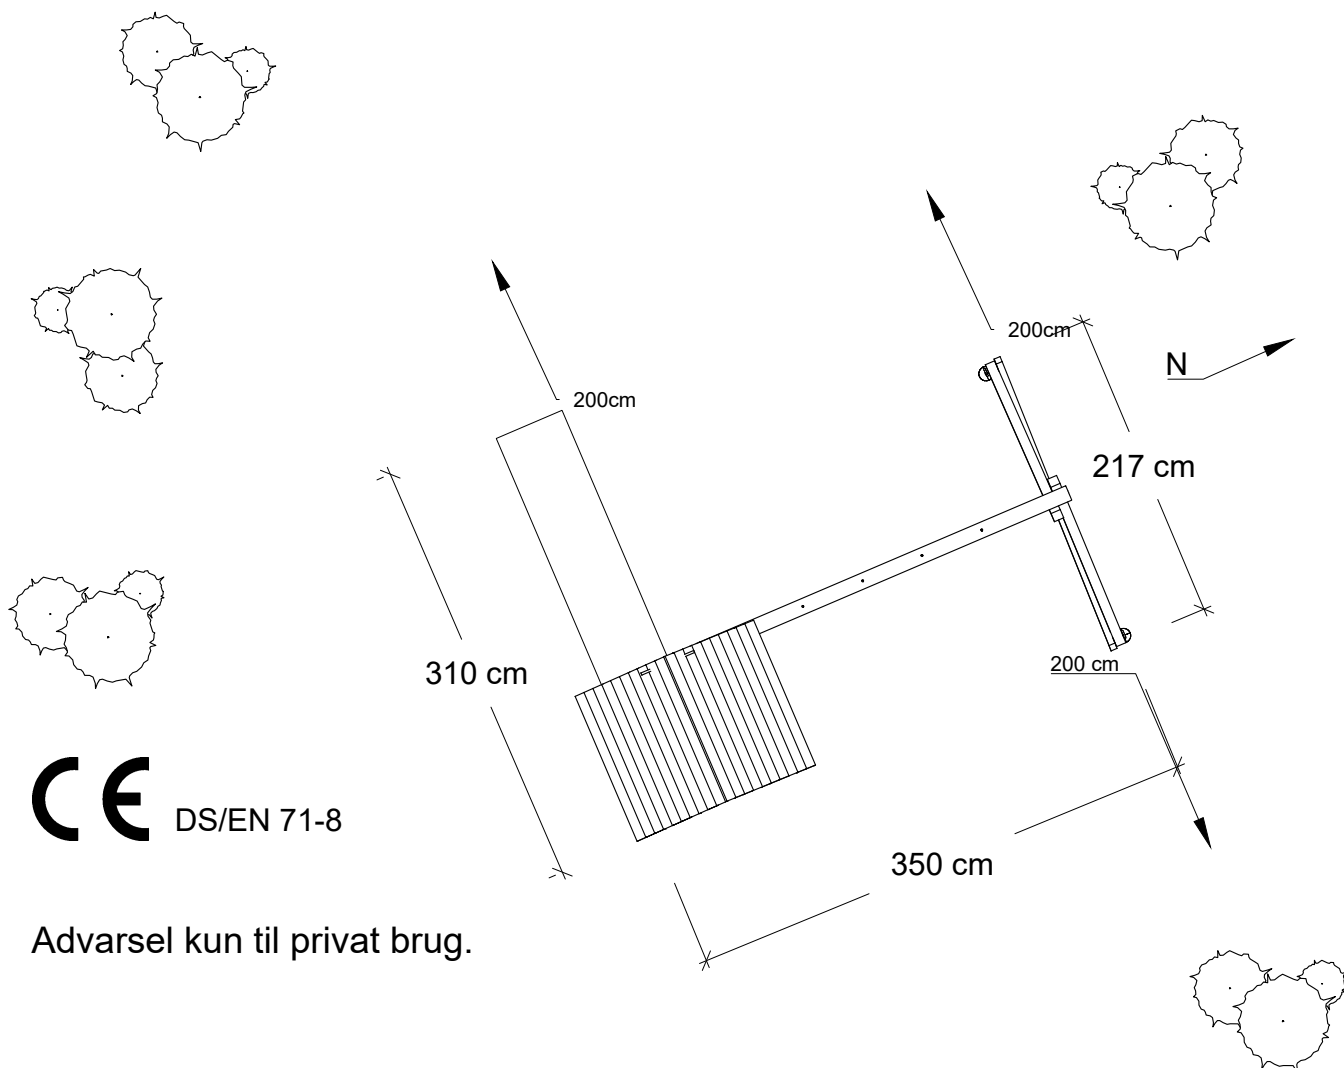 200cm
N
200cm
217 cm
200 cm
310 cm
CE DS/EN 71-8
350 cm
Advarsel kun til privat brug.